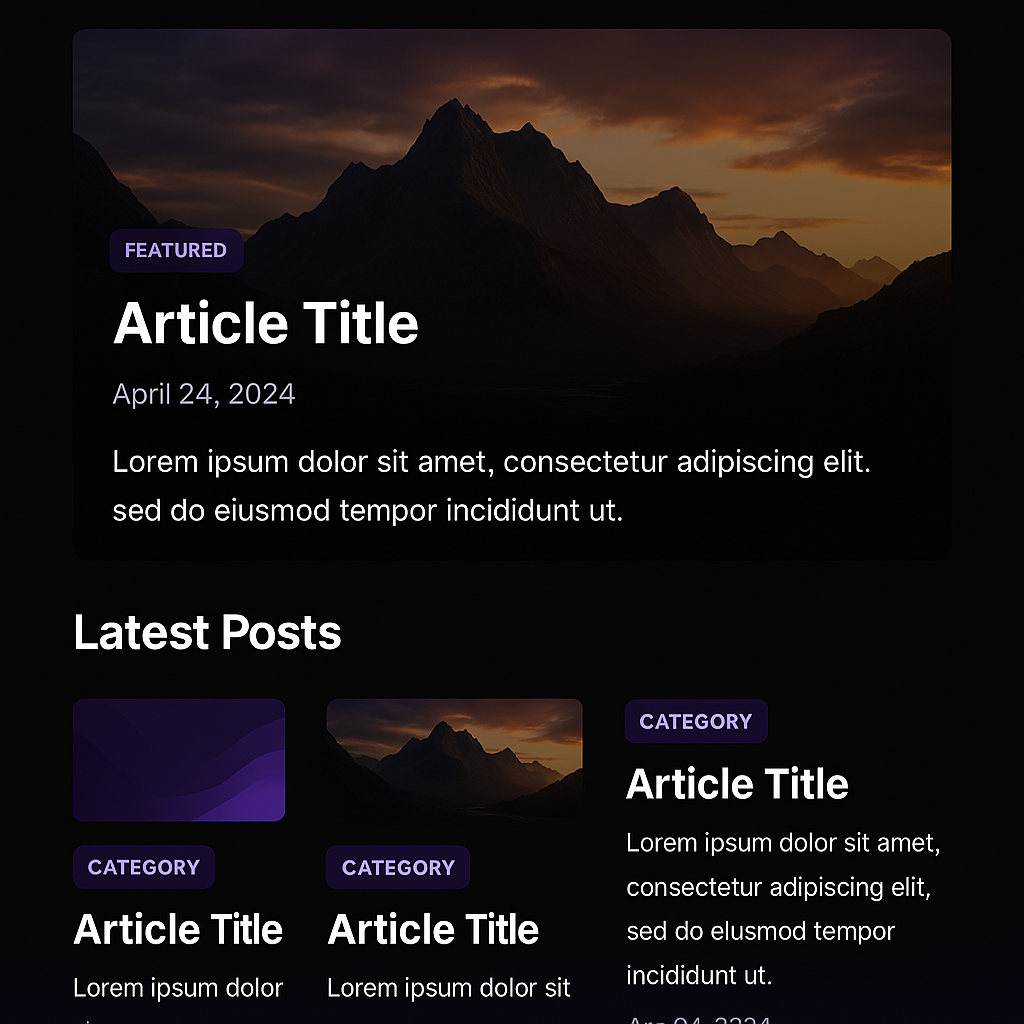 FEATURED
Article Title
April 24, 2024
Lorem ipsum dolor sit amet, consectetur adipiscing elit.
sed do eiusmod tempor incididunt ut.
Latest Posts
CATEGORY
Article Title
Lorem ipsum dolor
CATEGORY
Article Title
Lorem ipsum dolor sit
CATEGORY
Article Title
Lorem ipsum dolor sit amet,
consectetur adipiscing elit,
sed do elusmod tempor
incididunt ut.